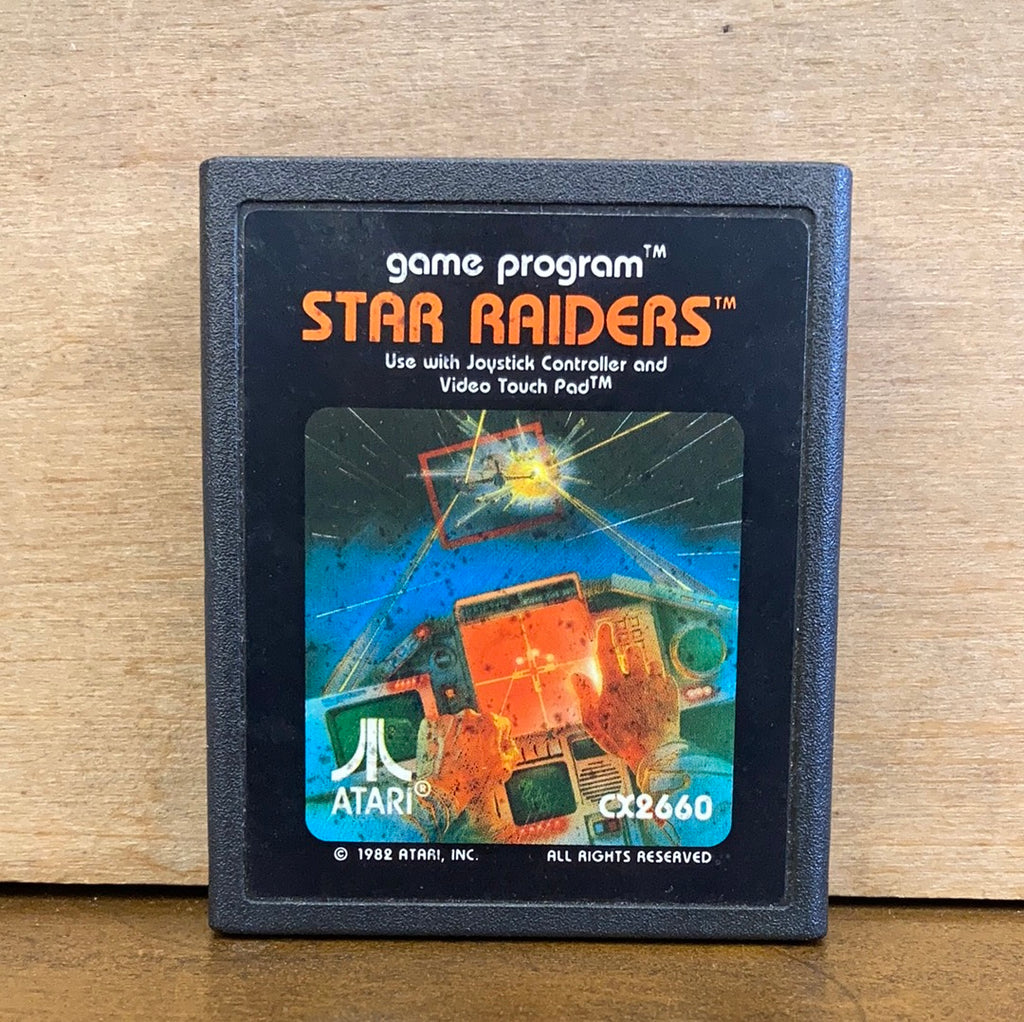 game program™
STAR RAIDERS™
Use with Joystick Controller and
Video Touch Pad™
ATARI®
CX2660
© 1982 ATARI, INC. ALL RIGHTS RESERVED